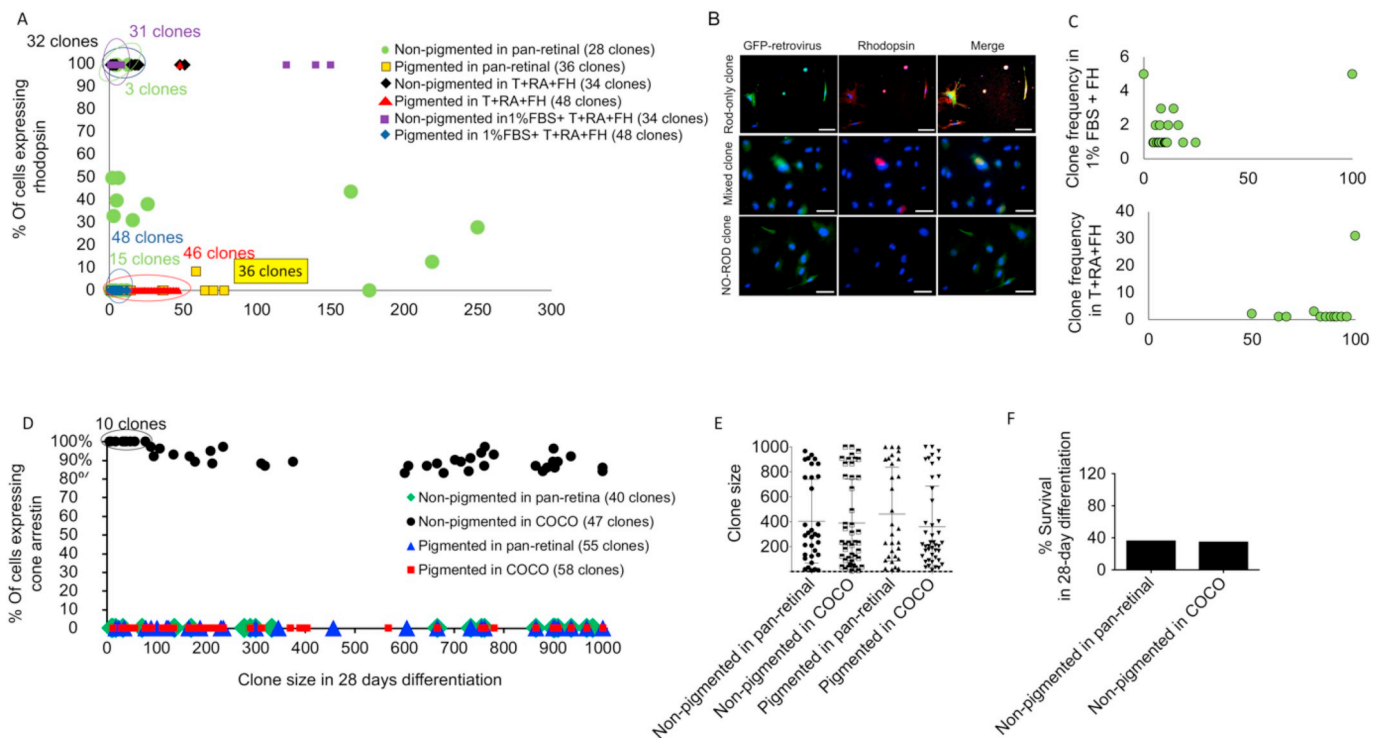 A
31 clones
32 clones
3 clones
% Of cells expressing
rhodopsin
100
90
80
70
60
50
40
30
20
10
0
48 clones
15 clones
46 clones
36 clones
0
50
100
150
200
250
300
Non-pigmented in pan-retinal (28 clones)
Pigmented in pan-retinal (36 clones)
Non-pigmented in T+RA+FH (34 clones)
Pigmented in T+RA+FH (48 clones)
Non-pigmented in1%FBS+ T+RA+FH (34 clones)
Pigmented in 1%FBS+ T+RA+FH (48 clones)
B
GFP-retrovirus
Rhodopsin
Merge
Rod-only clone
Mixed clone
NO-ROD clone
C
Clone frequency in
1% FBS + FH
6
4
2
0
0
50
100
Clone frequency
in T+RA+FH
40
30
20
10
0
0
50
100
D
10 clones
% Of cells expressing
cone arrestin
100%
90%
80%
70
60
50
40
30
20
10
0
Non-pigmented in pan-retina (40 clones)
Non-pigmented in COCO (47 clones)
Pigmented in pan-retinal (55 clones)
Pigmented in COCO (58 clones)
0
100
200
300
400
500
600
700
800
900
1000
Clone size in 28 days differentiation
E
Clone size
1000
800
600
400
200
Non-pigmented in pan-retinal
Non-pigmented in COCO
Pigmented in pan-retinal
Pigmented in COCO
F
% Survival
in 28-day differentiation
120
80
40
0
Non-pigmented in pan-retinal
Non-pigmented in COCO